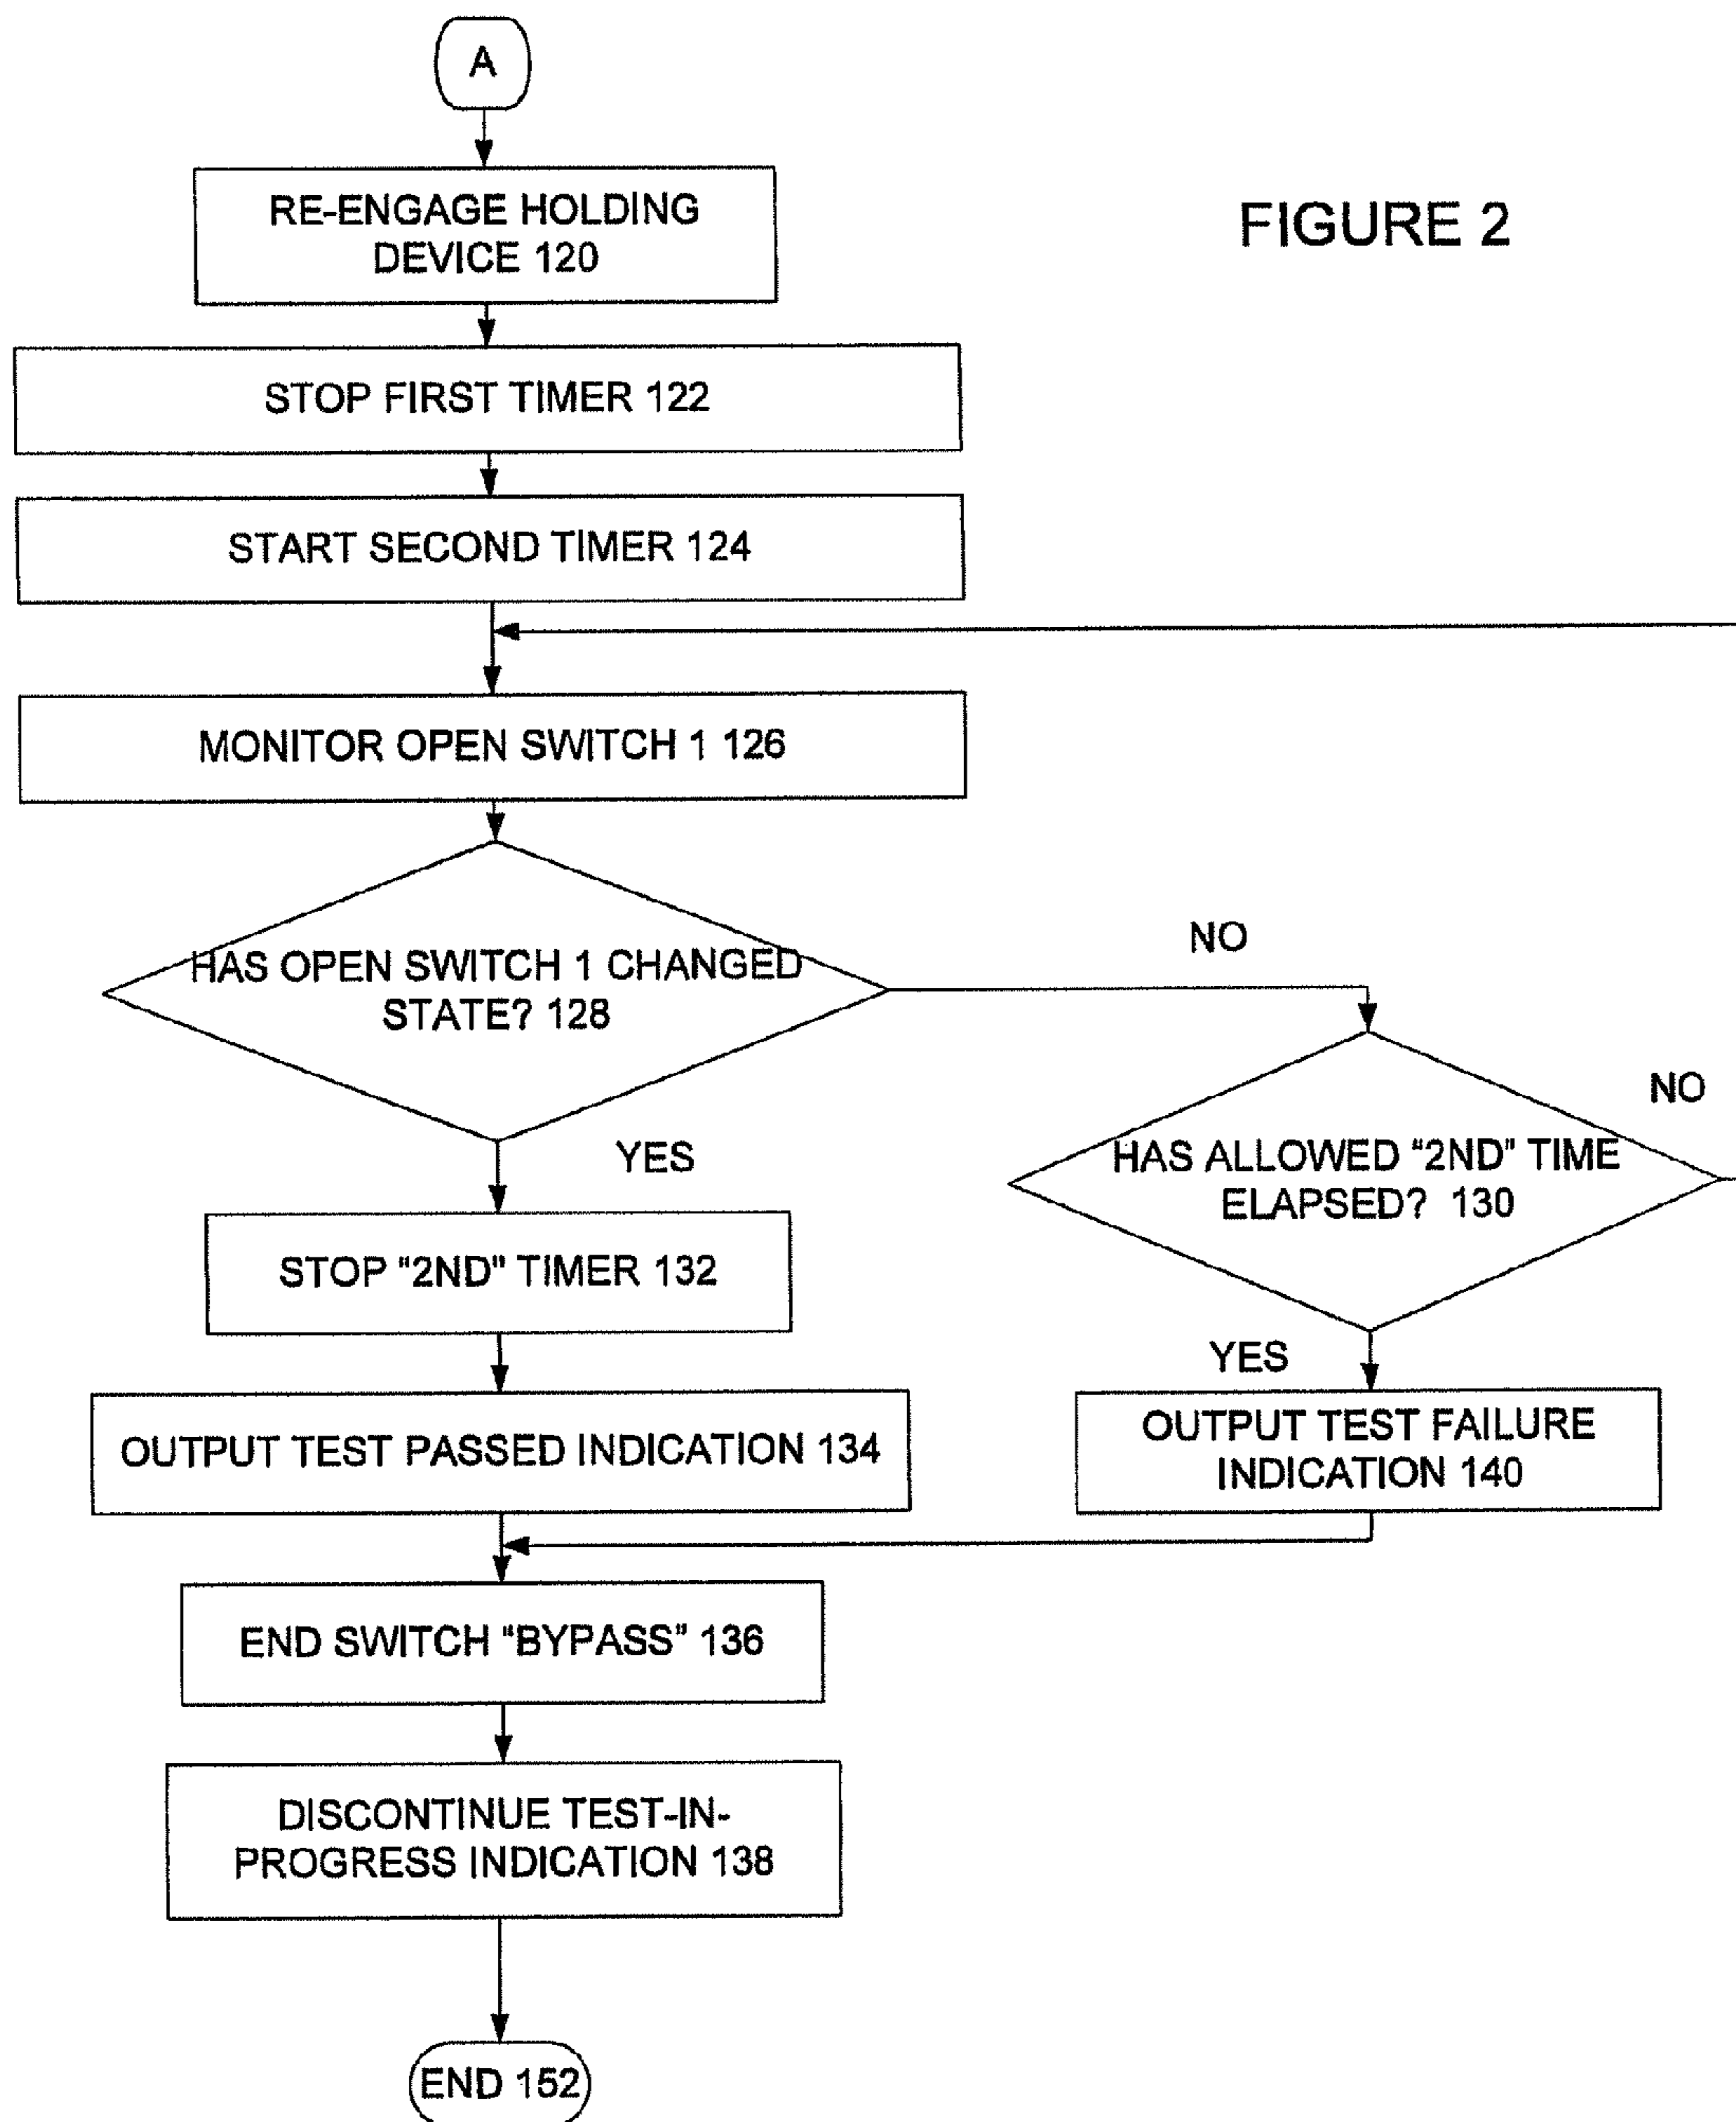 A
RE-ENGAGE HOLDING
DEVICE 120
FIGURE 2
STOP FIRST TIMER 122
START SECOND TIMER 124
MONITOR OPEN SWITCH 1 126
HAS OPEN SWITCH 1 CHANGED
STATE? 128
NO
HAS ALLOWED “2ND” TIME
ELAPSED? 130
NO
YES
STOP "2ND" TIMER 132
YES
OUTPUT TEST PASSED INDICATION 134
OUTPUT TEST FAILURE
INDICATION 140
END SWITCH “BYPASS” 136
DISCONTINUE TEST-IN-
PROGRESS INDICATION 138
END 152